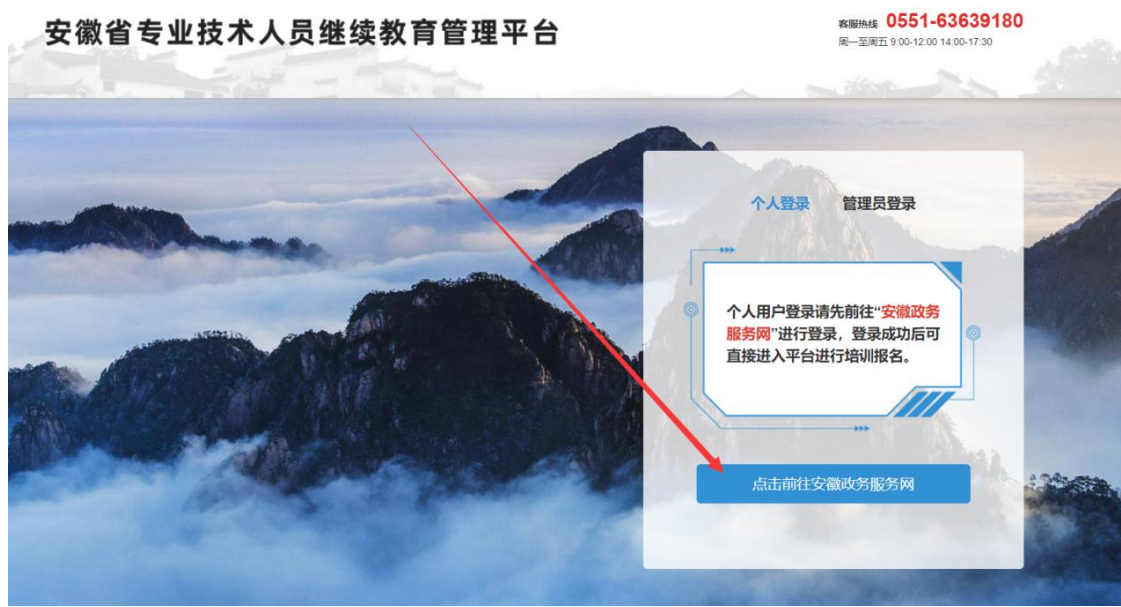 安徽省专业技术人员继续教育管理平台
客服热线 0551-63639180
周一至周五 9:00-12:00 14:00-17:30
个人登录 管理员登录
个人用户登录请先前往“安徽政务
服务网”进行登录，登录成功后可
直接进入平台进行培训报名。
点击前往安徽政务服务网